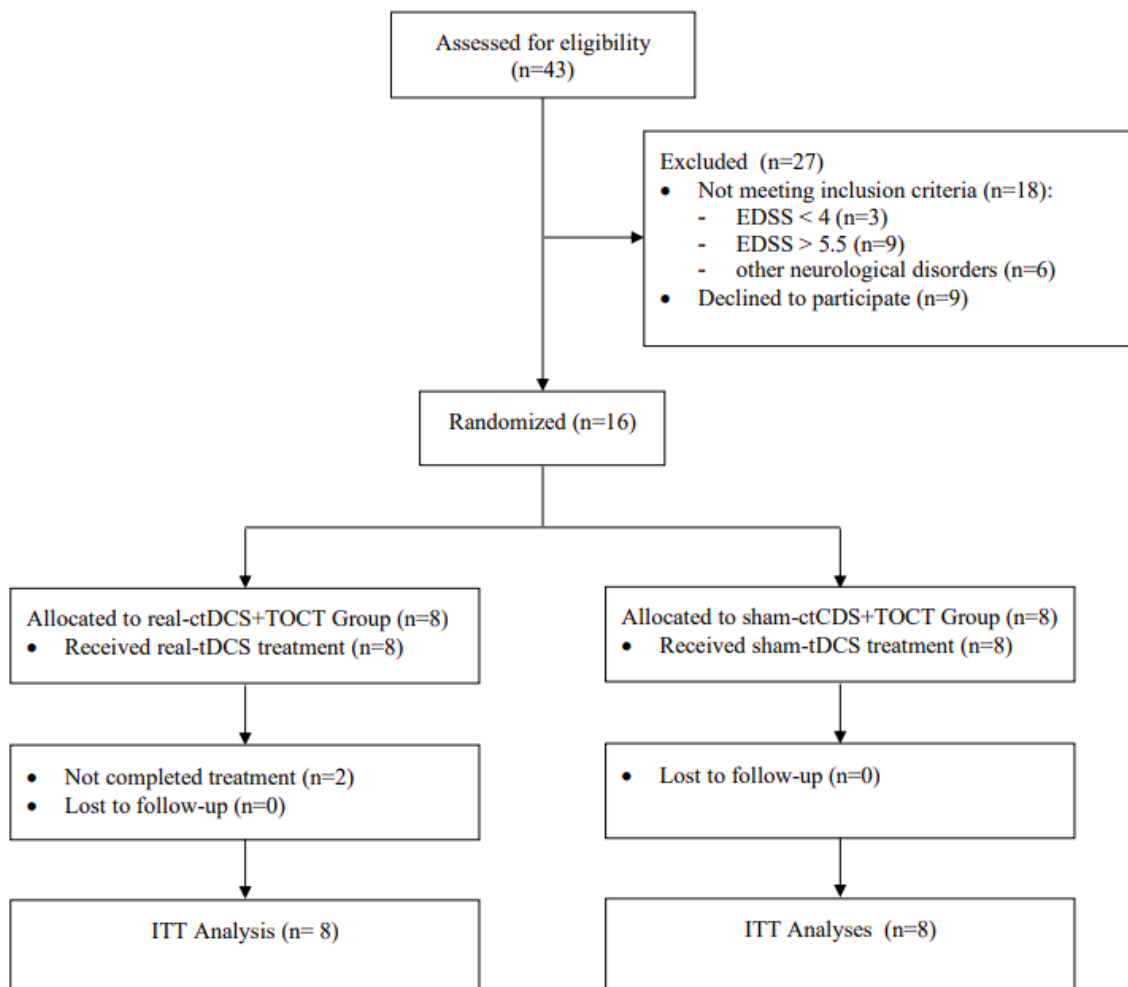 Assessed for eligibility
(n=43)
Excluded  (n=27)
• Not meeting inclusion criteria (n=18):
- EDSS < 4 (n=3)
- EDSS > 5.5 (n=9)
- other neurological disorders (n=6)
• Declined to participate (n=9)
Randomized (n=16)
Allocated to real-ctDCS+TOCT Group (n=8)
• Received real-tDCS treatment (n=8)
Allocated to sham-ctCDS+TOCT Group (n=8)
• Received sham-tDCS treatment (n=8)
• Not completed treatment (n=2)
• Lost to follow-up (n=0)
• Lost to follow-up (n=0)
ITT Analysis (n= 8)
ITT Analyses  (n=8)